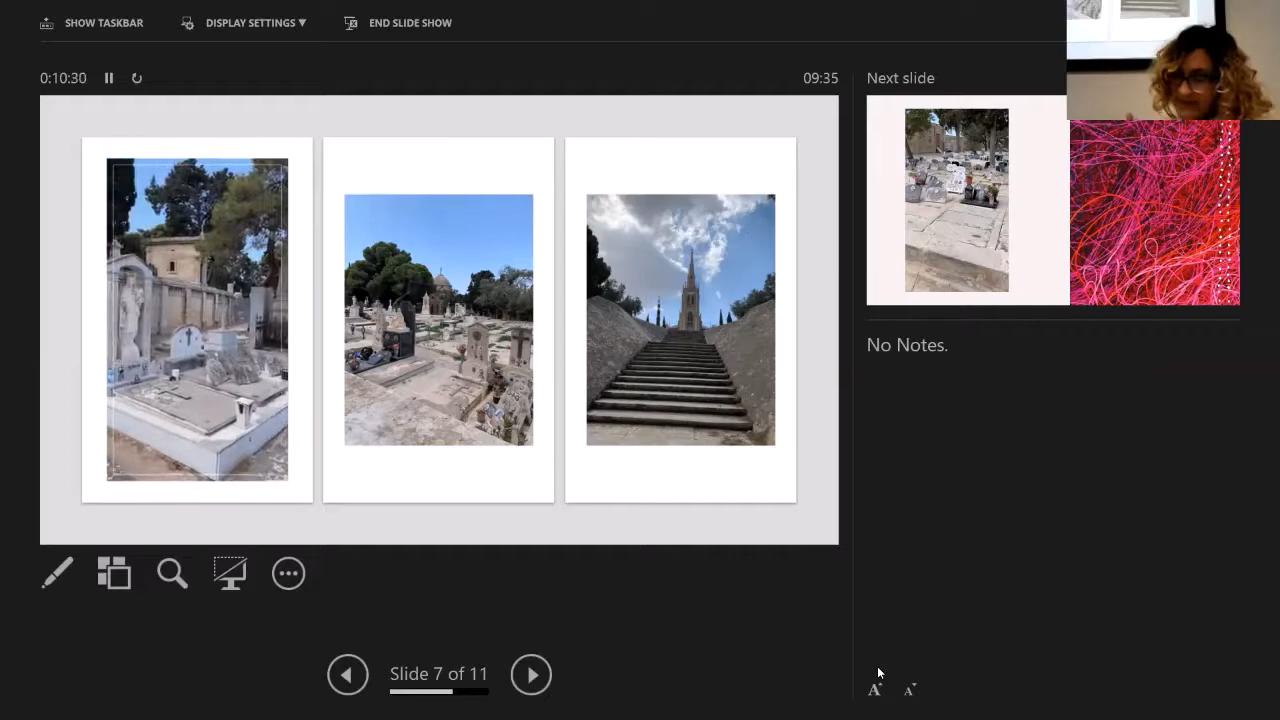 SHOW TASKBAR
DISPLAY SETTINGS ▼
END SLIDE SHOW
0:10:30
09:35
Next slide
No Notes.
Slide 7 of 11
A A